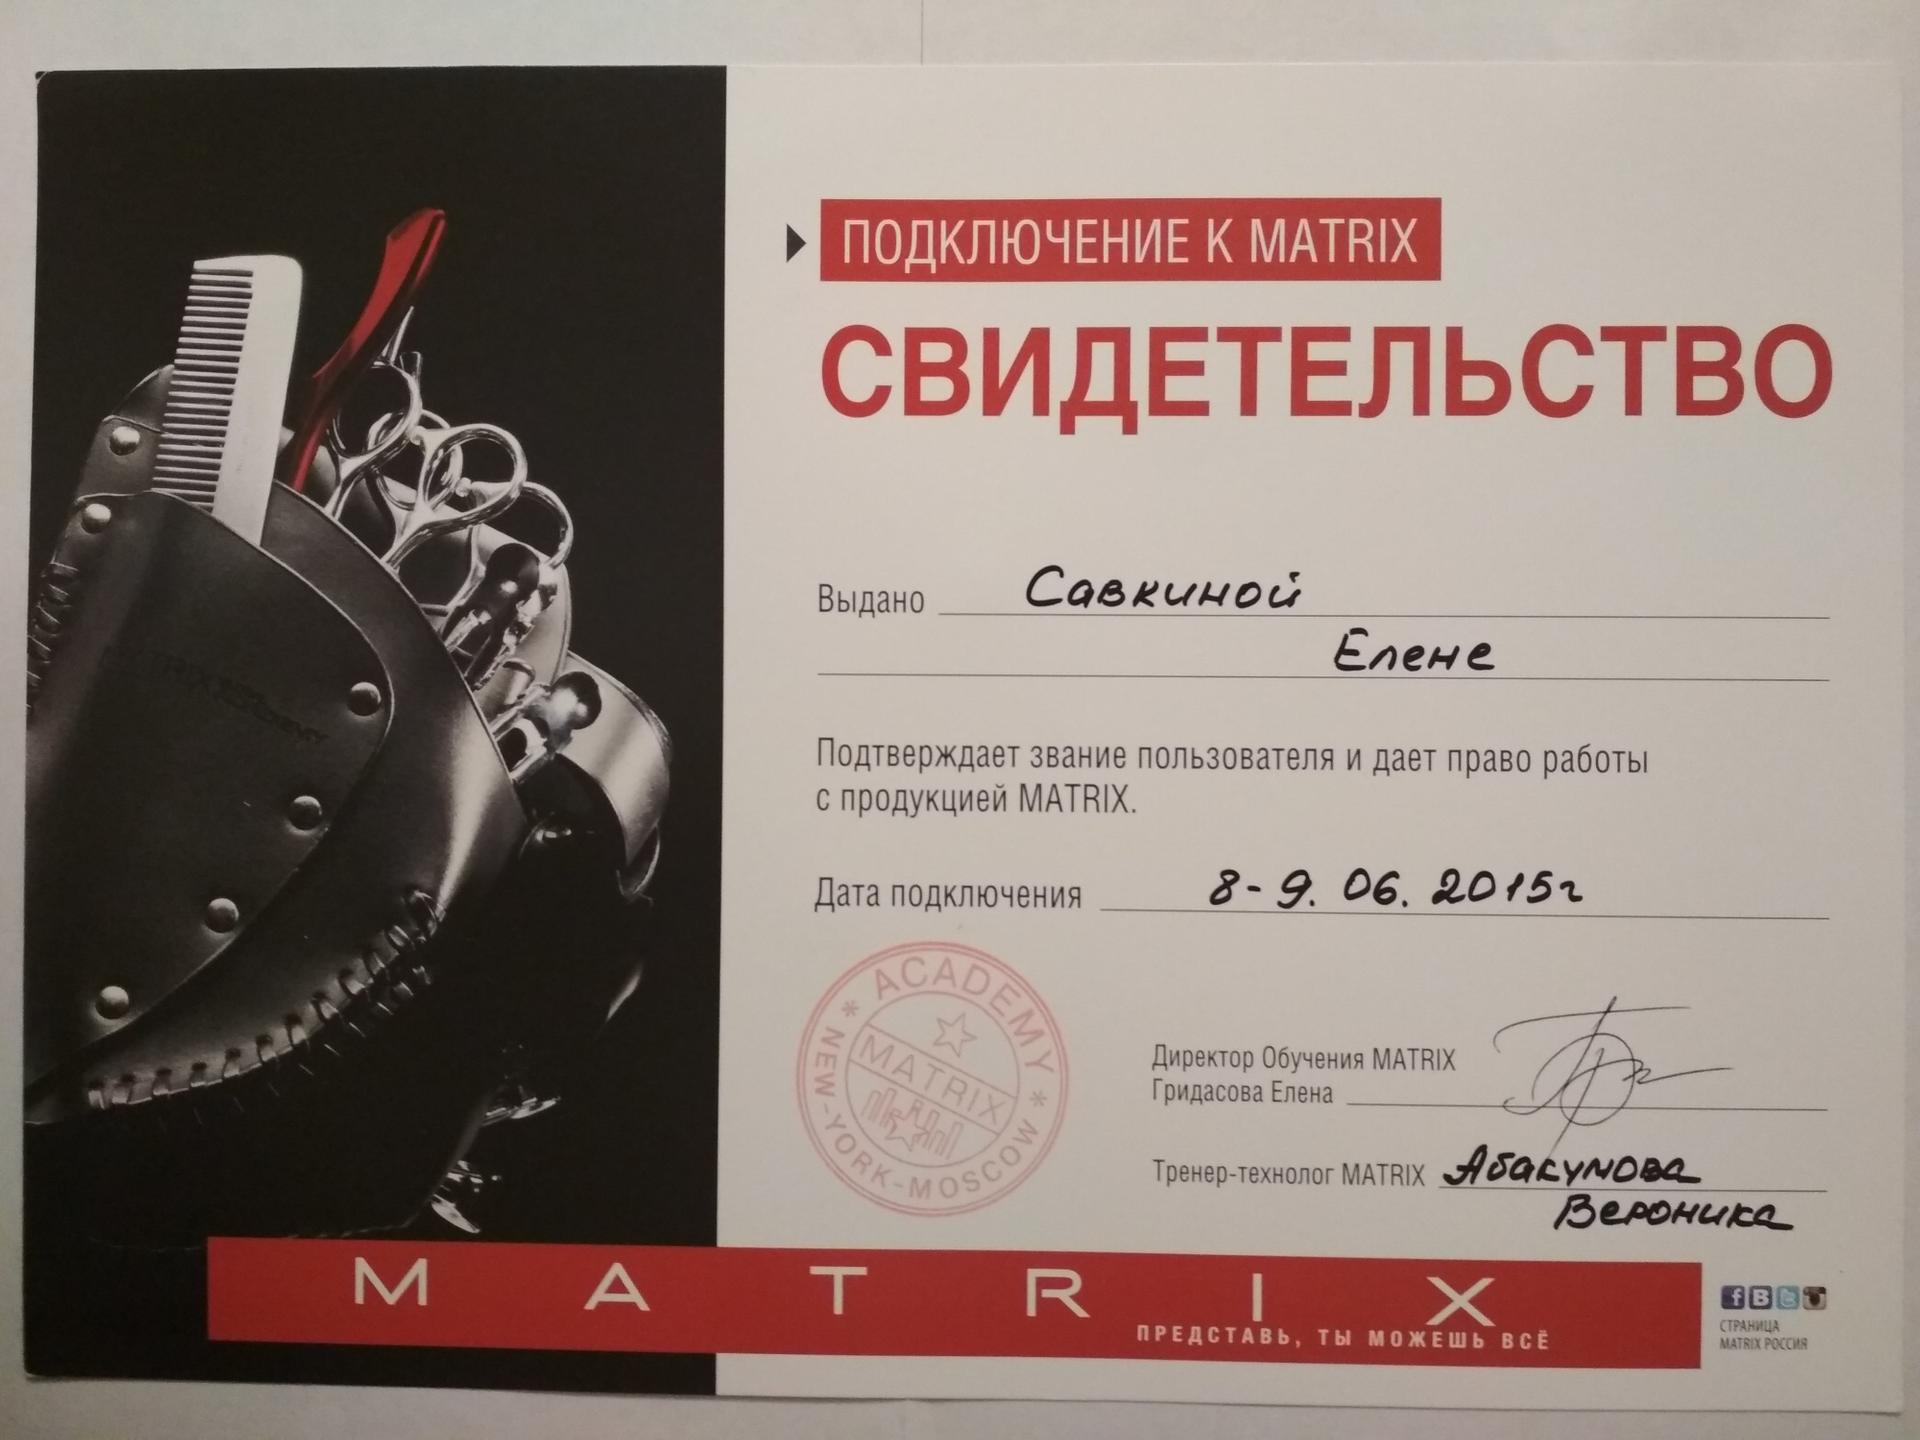 ПОДКЛЮЧЕНИЕ К MATRIX
СВИДЕТЕЛЬСТВО
Выдано Савкиной
Елене
Подтверждает звание пользователя и дает право работы
с продукцией MATRIX.
Дата подключения 8-9. 06. 2015г
ACADEMY
MATRIX
* NEW-YORK-MOSCOW *
Директор Обучения MATRIX
Гридасова Елена
Тренер-технолог MATRIX Абакумова
Вероника
MATRIX
ПРЕДСТАВЬ, ТЫ МОЖЕШЬ ВСЁ
СТРАНИЦА
MATRIX РОССИЯ